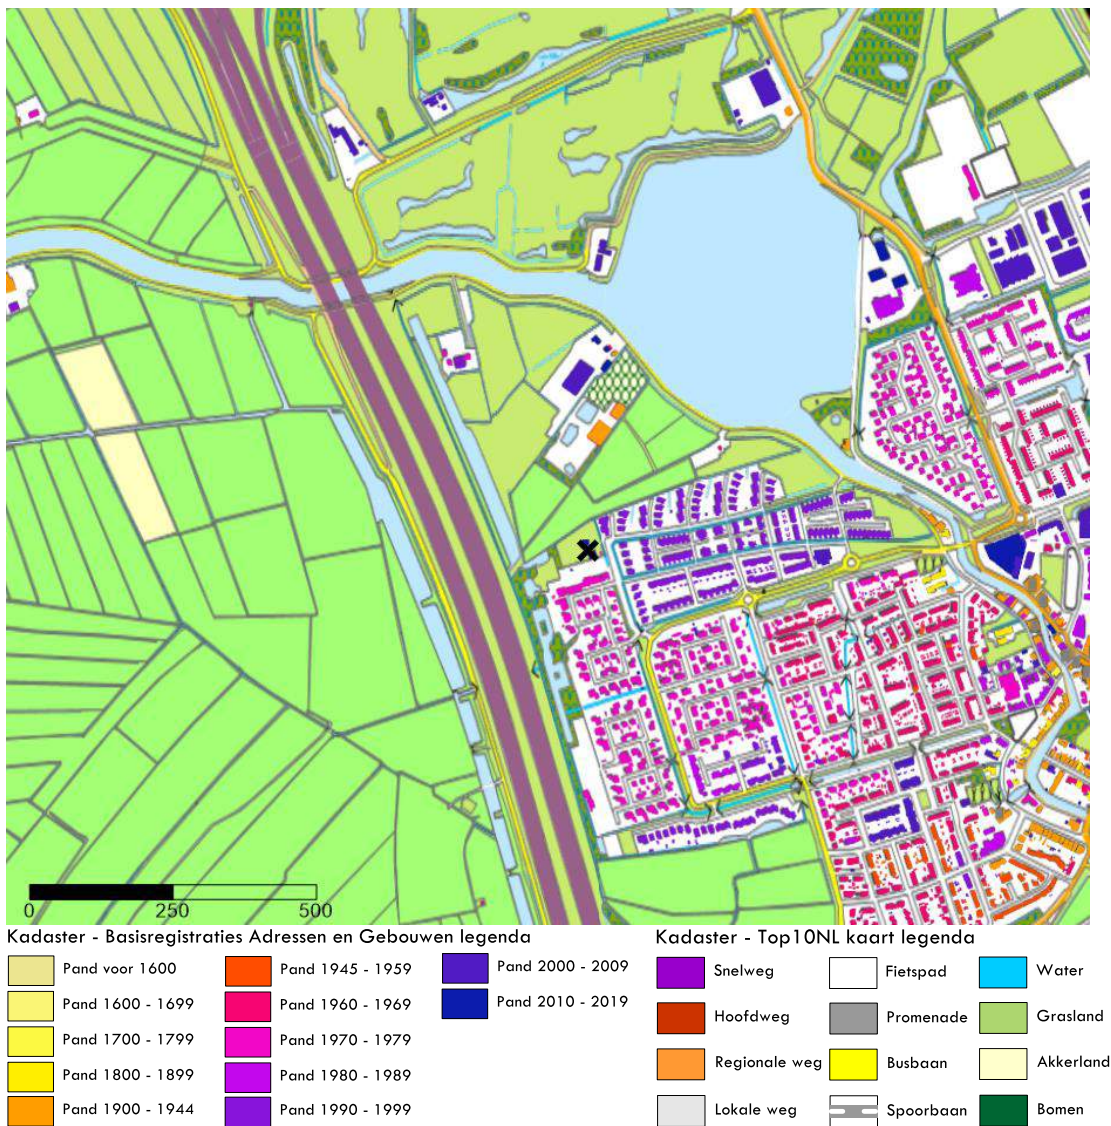 0 250 500
Kadaster - Basisregistraties Adressen en Gebouwen legenda
Pand voor 1600
Pand 1600 - 1699
Pand 1700 - 1799
Pand 1800 - 1899
Pand 1900 - 1944
Pand 1945 - 1959
Pand 1960 - 1969
Pand 1970 - 1979
Pand 1980 - 1989
Pand 1990 - 1999
Pand 2000 - 2009
Pand 2010 - 2019
Kadaster - Top10NL kaart legenda
Snelweg
Hoofdweg
Regionale weg
Lokale weg
Fietspad
Promenade
Busbaan
Spoorbaan
Water
Grasland
Akkerland
Bomen